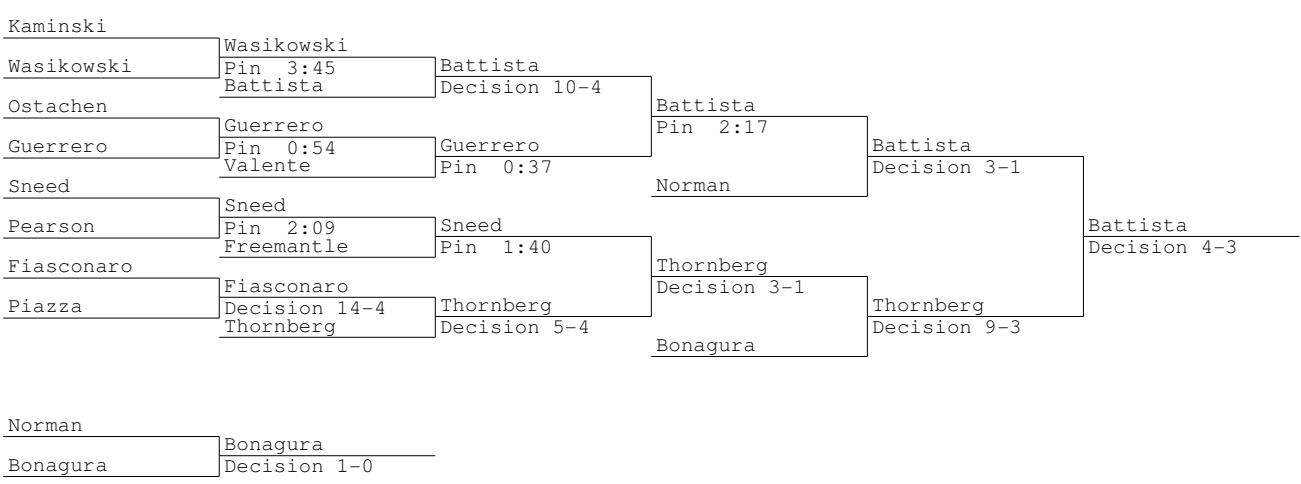 Kaminski
Wasikowski
Wasikowski
Pin 3:45
Battista
Battista
Decision 10-4
Ostachen
Guerrero
Guerrero
Pin 0:54
Valente
Guerrero
Pin 0:37
Battista
Pin 2:17
Norman
Battista
Decision 3-1
Sneed
Pearson
Sneed
Pin 2:09
Freemantle
Sneed
Pin 1:40
Fiasconaro
Piazza
Fiasconaro
Decision 14-4
Thornberg
Thornberg
Decision 5-4
Thornberg
Decision 3-1
Bonagura
Thornberg
Decision 9-3
Battista
Decision 4-3
Norman
Bonagura
Bonagura
Decision 1-0